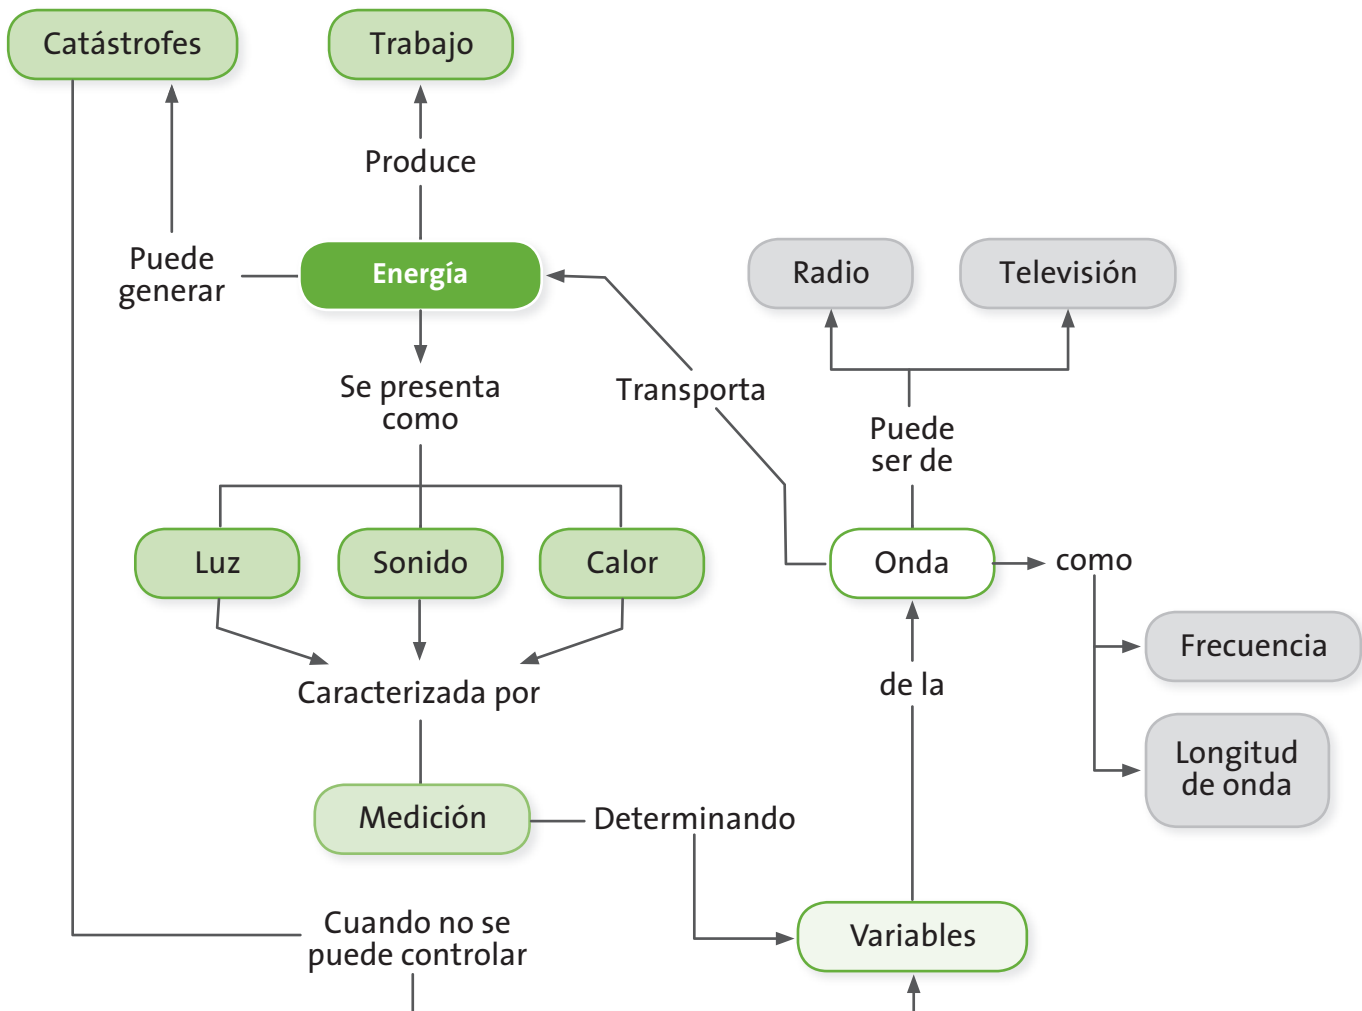 Catástrofes
Trabajo
Produce
Puede
generar
Energía
Radio
Televisión
Se presenta
como
Transporta
Puede
ser de
Luz
Sonido
Calor
Onda
como
Frecuencia
Caracterizada por
de la
Longitud
de onda
Medición
Determinando
Cuando no se
puede controlar
Variables